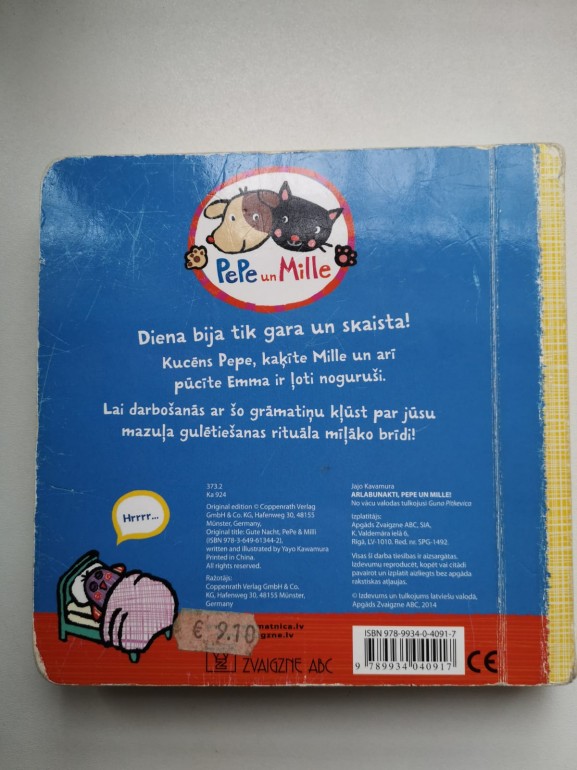 PePe un Mille
Diena bija tik gara un skaista!
Kucēns Pepe, kaķīte Mille un arī
pūcīte Emma ir ļoti noguruši.
Lai darbošanās ar šo grāmatiņu kļūst par jūsu
mazuļa gulētiešanas rituāla mīļāko brīdi!
Hrrrr...
373.2
Ka 924
Original edition © Coppenrath Verlag
GmbH & Co. KG, Hafenweg 30, 48155
Münster, Germany,
Original title: Gute Nacht, PePe & Milli
(ISBN 978-3-649-61344-2),
written and illustrated by Yayo Kawamura
Printed in China.
All rights reserved.
Ražotājs:
Coppenrath Verlag GmbH & Co.
KG, Hafenweg 30, 48155 Münster,
Germany
Jajo Kavamura
ARLABUNAKTI, PEPE UN MILLE!
No vācu valodas tulkojusi Guna Pitkevica
Izplatītājs:
Apgāds Zvaigzne ABC, SIA,
K. Valdemāra ielā 6,
Rīgā, LV-1010. Red. nr. SPG-1492.
Visas šī darba tiesības ir aizsargātas.
Izdevumu reproducēt, kopēt vai citādi
pavairot un izplatīt aizliegts bez apgāda
rakstiskas atļaujas.
© Izdevums un tulkojums latviešu valodā,
Apgāds Zvaigzne ABC, 2014
€ 2.10
matnica.lv
gzne.lv
ZVAIGZNE ABC
ISBN 978-9934-0-4091-7
9 789934 040917
CE